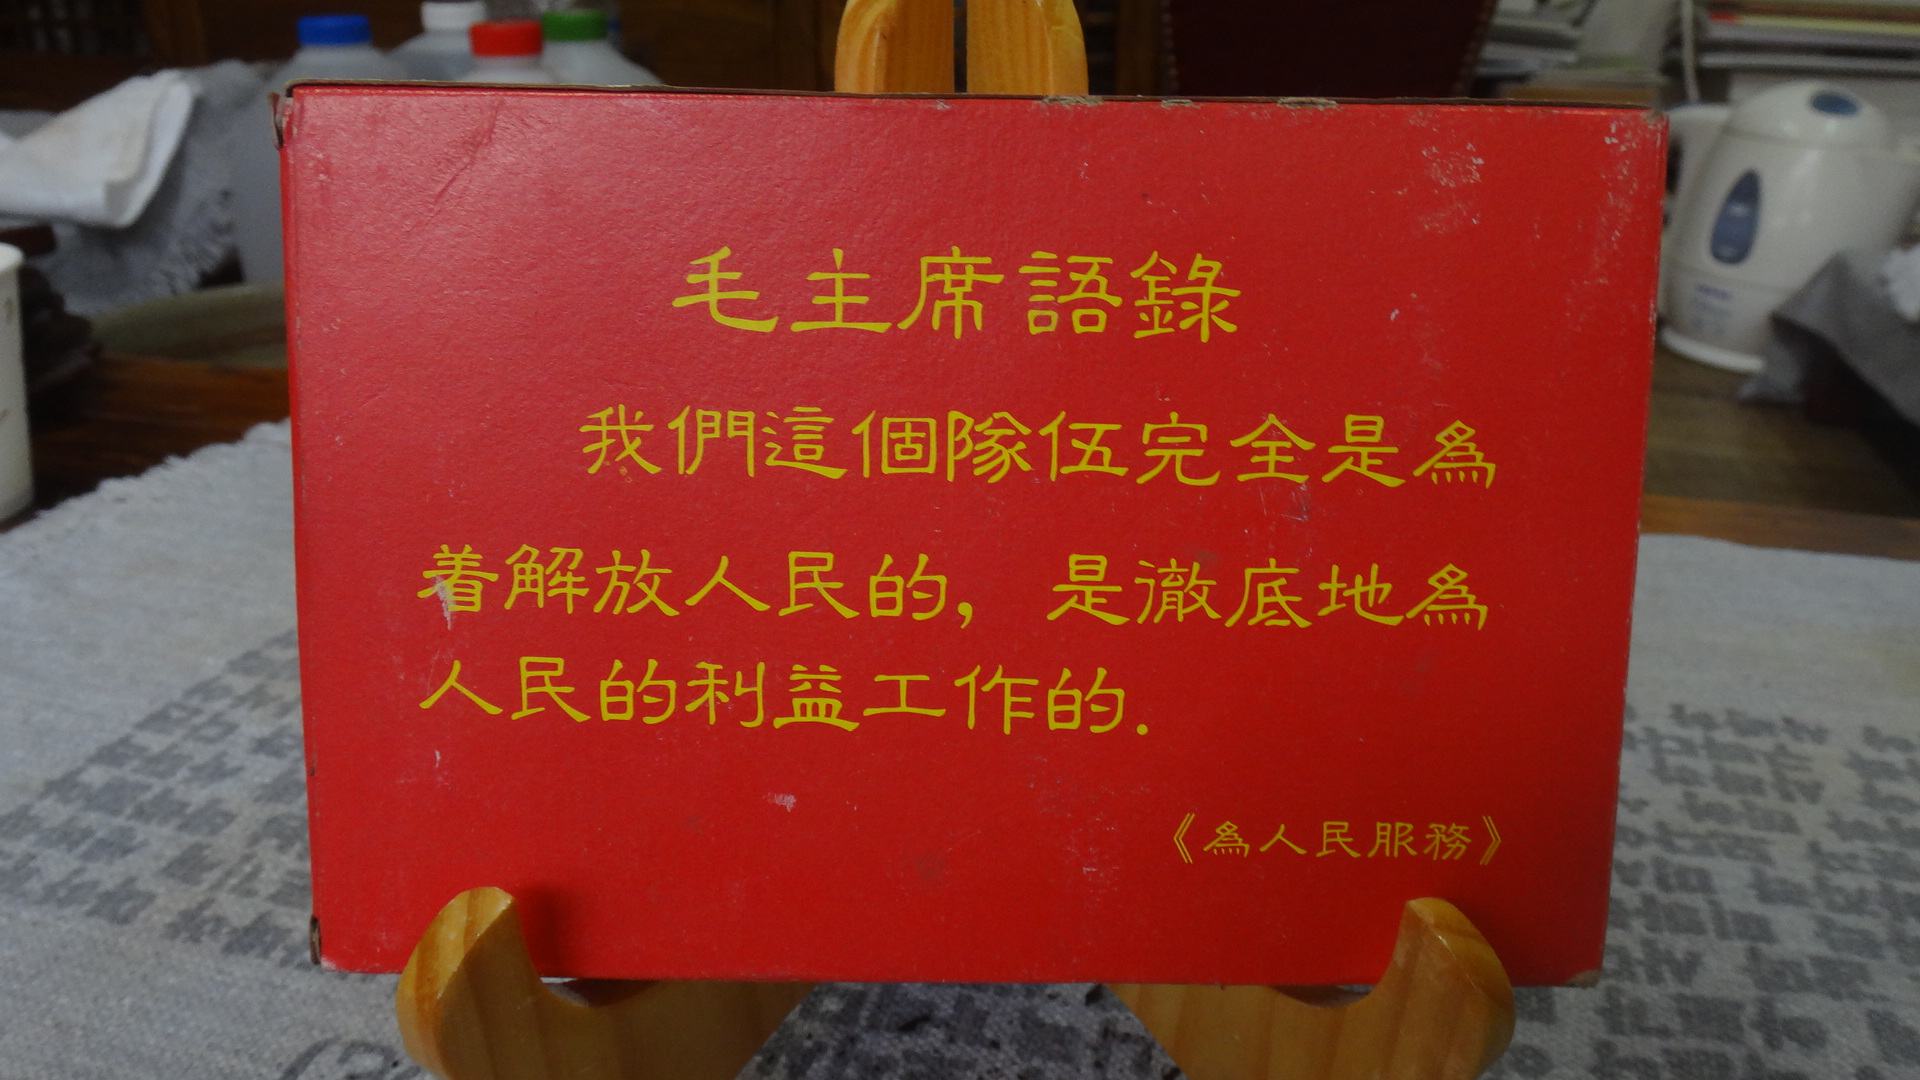 毛主席語錄
我們這個隊伍完全是為
着解放人民的，是徹底地為
人民的利益工作的.
《為人民服務》